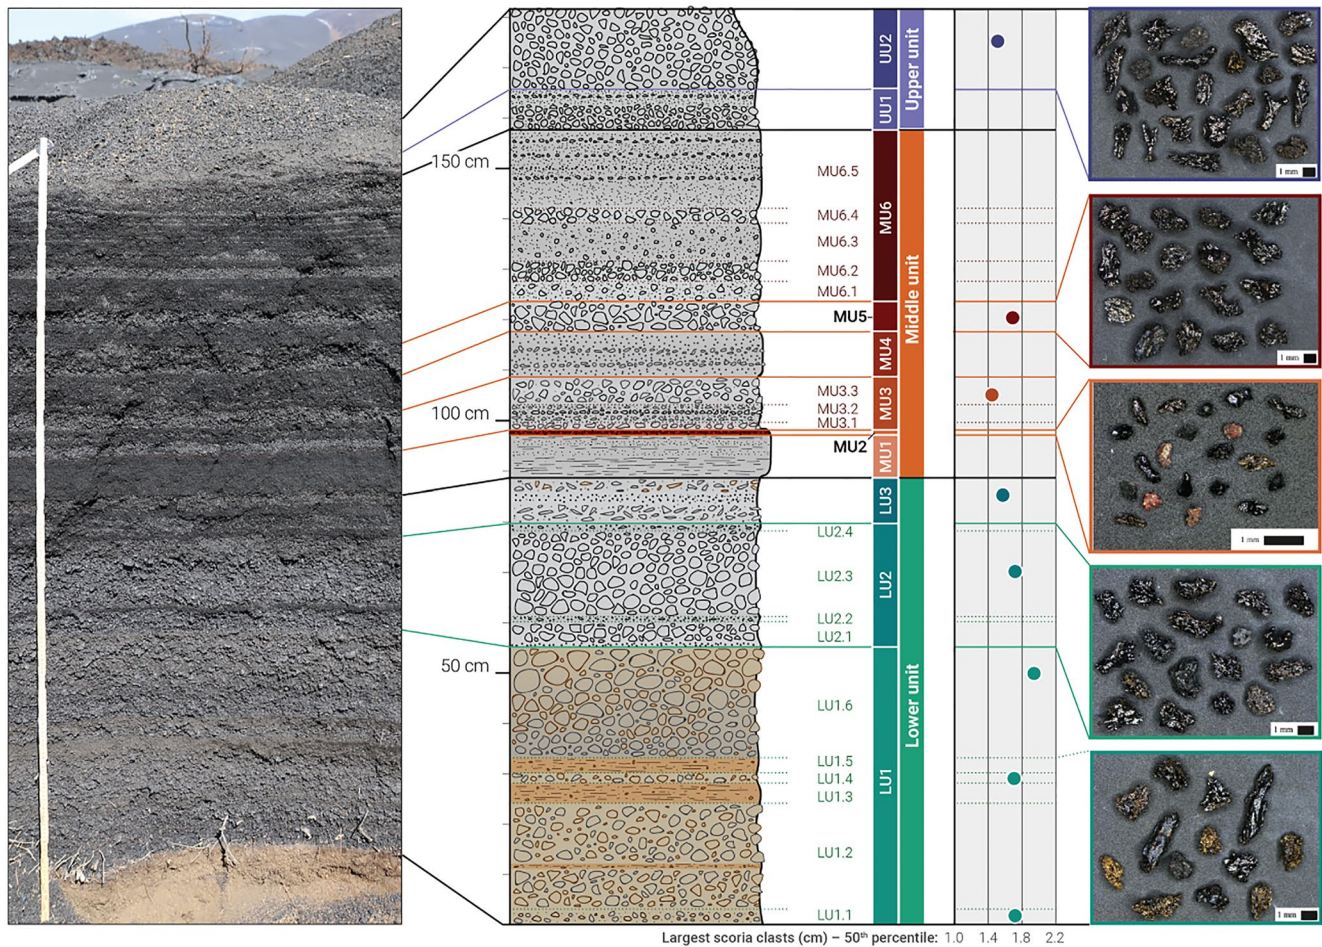 UU2
UU1
Upper unit
1 mm
150 cm
MU6.5
MU6.4
MU6.3
MU6.2
MU6.1
MU6
Middle unit
1 mm
MU5
MU4
MU3.3
MU3.2
MU3.1
MU3
100 cm
MU2
MU1
1 mm
LU3
LU2.4
LU2.3
LU2.2
LU2.1
LU2
1 mm
50 cm
LU1.6
LU1.5
LU1.4
LU1.3
LU1.2
LU1.1
LU1
Lower unit
1 mm
Largest scoria clasts (cm) – 50th percentile: 1.0 1.4 1.8 2.2